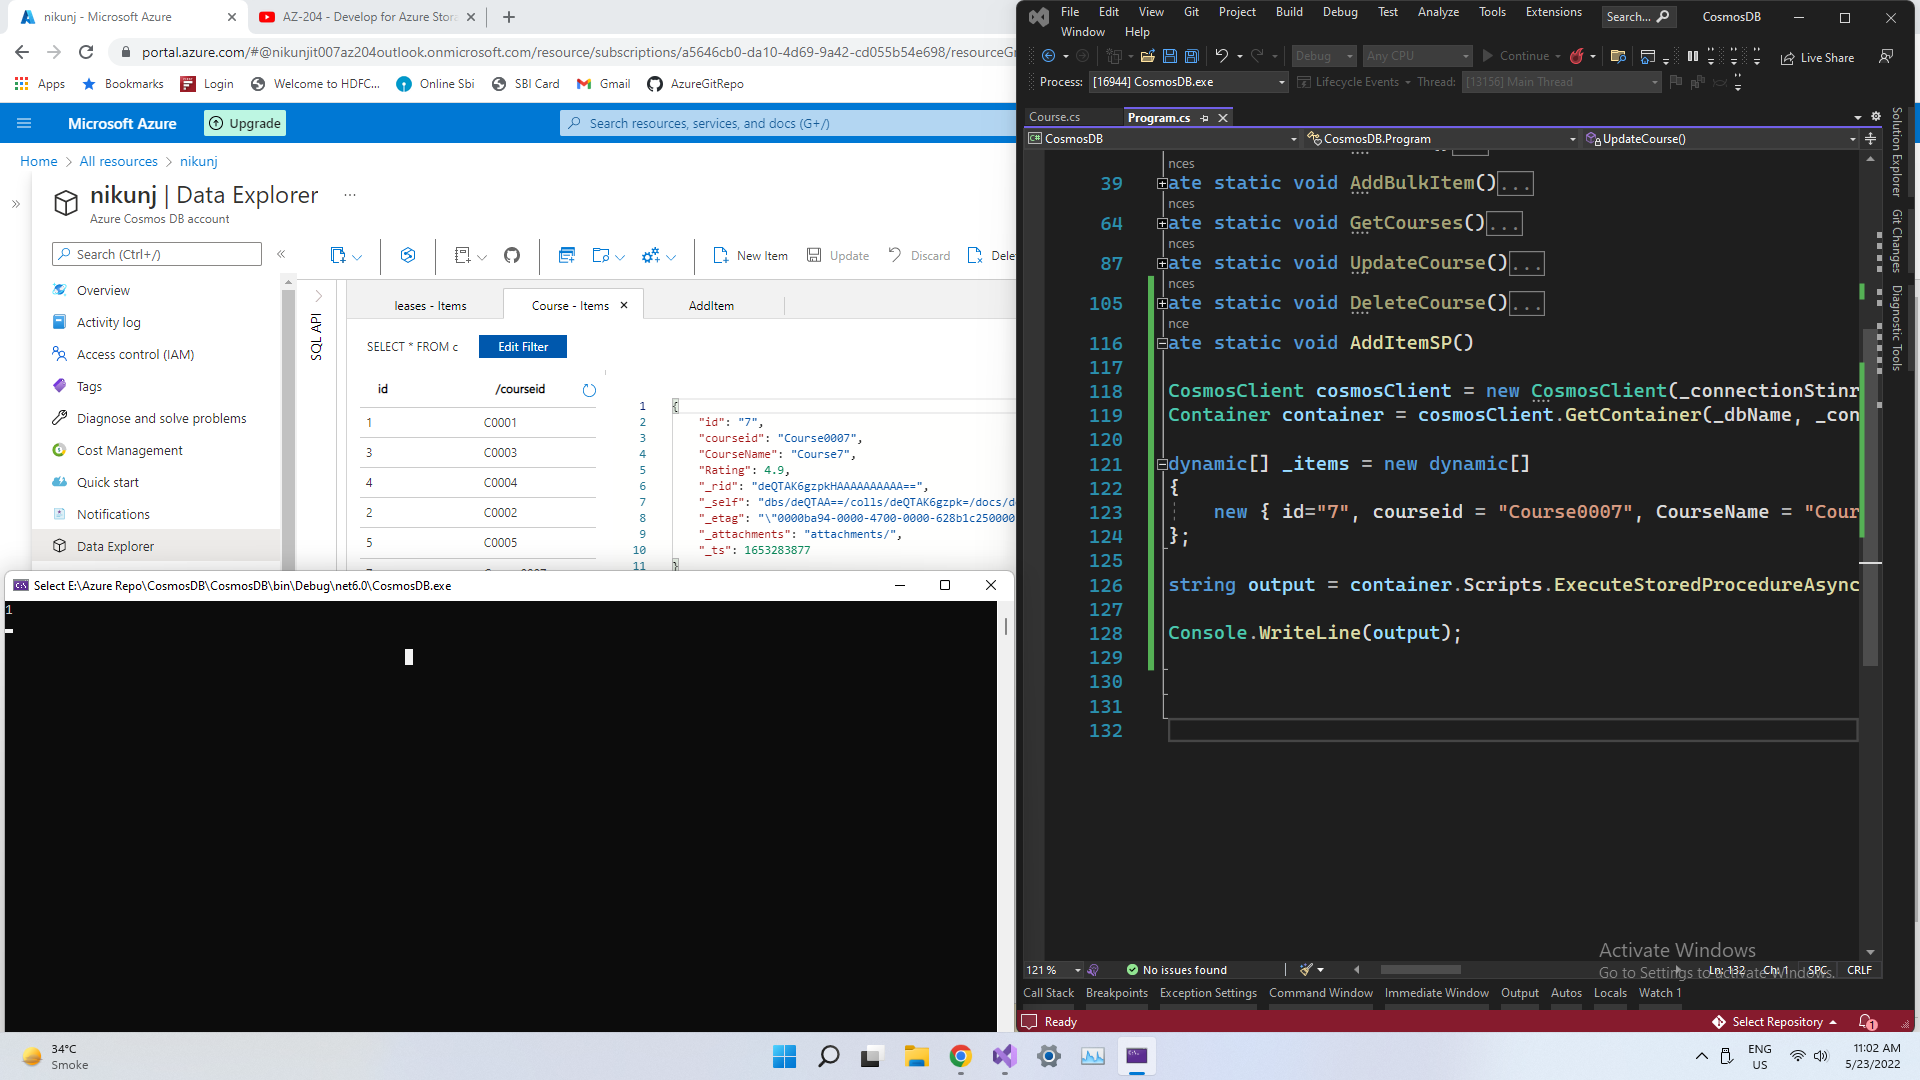 nikunj - Microsoft Azure
AZ-204 - Develop for Azure Stora
portal.azure.com/#@nikunjit007az204outlook.onmicrosoft.com/resource/subscriptions/a5646cb0-da10-4d69-9a42-cd055b54e698/resourceGr
Apps
Bookmarks
Login
Welcome to HDFC...
Online Sbi
SBI Card
Gmail
AzureGitRepo
Microsoft Azure
Upgrade
Search resources, services, and docs (G+/)
Home > All resources > nikunj
nikunj | Data Explorer ...
Azure Cosmos DB account
Search (Ctrl+/)
New Item
Update
Discard
Dele
Overview
Activity log
Access control (IAM)
Tags
Diagnose and solve problems
Cost Management
Quick start
Notifications
Data Explorer
SQL API
leases - Items
Course - Items
AddItem
SELECT * FROM c
Edit Filter
id /courseid
1 C0001
3 C0003
4 C0004
2 C0002
5 C0005
1 {
2 "id": "7",
3 "courseid": "Course0007",
4 "CourseName": "Course7",
5 "Rating": 4.9,
6 "_rid": "deQTAK6gzpkHAAAAAAAAAA==",
7 "_self": "dbs/deQTAA==/colls/deQTAK6gzpk=/docs/d
8 "_etag": "\"0000ba94-0000-4700-0000-628b1c250000
9 "_attachments": "attachments/",
10 "_ts": 1653283877
11 }
Select E:\Azure Repo\CosmosDB\CosmosDB\bin\Debug\net6.0\CosmosDB.exe
1
File Edit View Git Project Build Debug Test Analyze Tools Extensions
Search...
CosmosDB
Window Help
Debug
Any CPU
Continue
Live Share
Process: [16944] CosmosDB.exe
Lifecycle Events
Thread: [13156] Main Thread
Course.cs
Program.cs
CosmosDB
CosmosDB.Program
UpdateCourse()
nces
39 ate static void AddBulkItem()...
nces
64 ate static void GetCourses()...
nces
87 ate static void UpdateCourse()...
nces
105 ate static void DeleteCourse()...
nce
116 ate static void AddItemSP()
117
118 CosmosClient cosmosClient = new CosmosClient(_connectionStinr
119 Container container = cosmosClient.GetContainer(_dbName, _con
120
121 dynamic[] _items = new dynamic[]
122 {
123 new { id="7", courseid = "Course0007", CourseName = "Cour
124 };
125
126 string output = container.Scripts.ExecuteStoredProcedureAsync
127
128 Console.WriteLine(output);
129
130
131
132
Solution Explorer
Git Changes
Diagnostic Tools
Activate Windows
Go to Settings to activate Windows.
121 %
No issues found
Ln: 132 Ch: 1 SPC CRLF
Call Stack Breakpoints Exception Settings Command Window Immediate Window Output Autos Locals Watch 1
Ready
Select Repository
1
34°C
Smoke
ENG
US
11:02 AM
5/23/2022